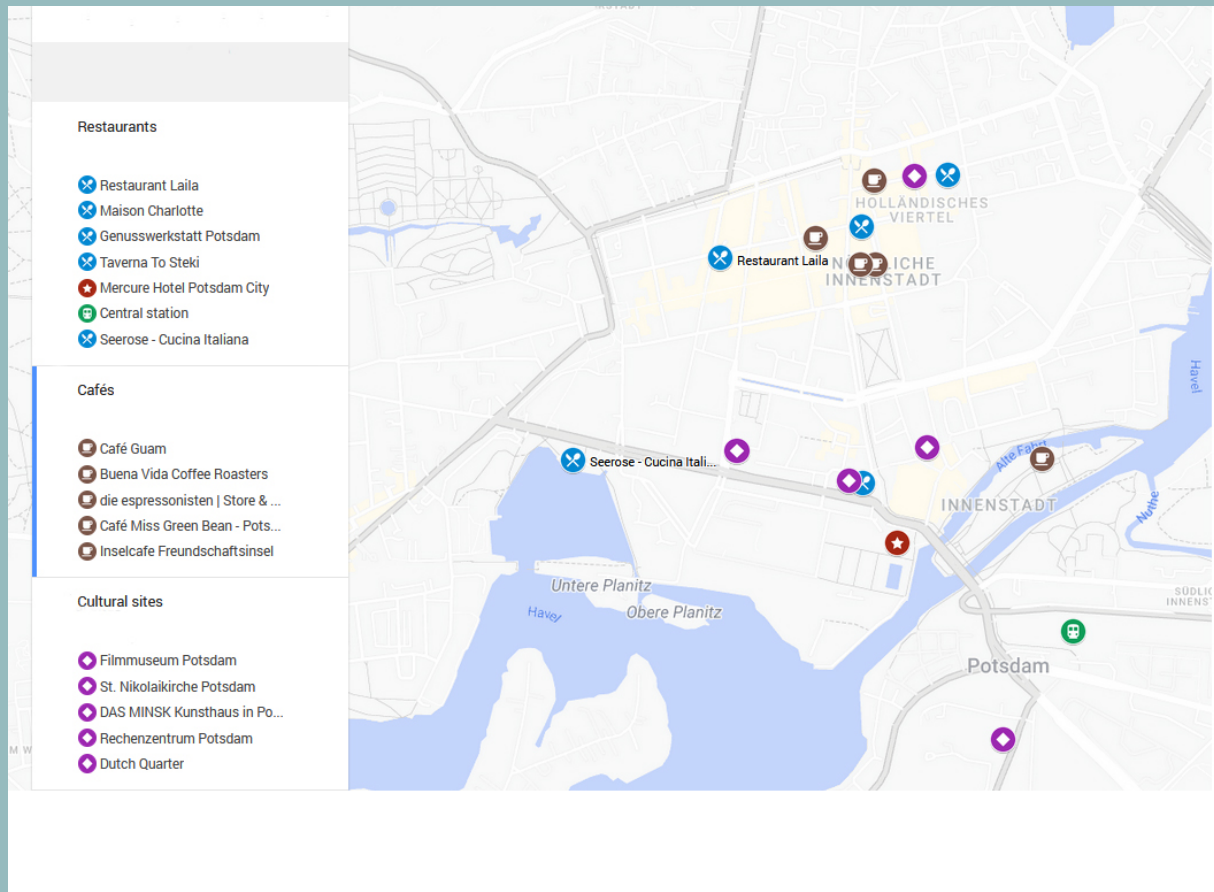 Restaurants
Restaurant Laila
Maison Charlotte
Genusswerkstatt Potsdam
Taverna To Steki
Mercure Hotel Potsdam City
Central station
Seerose - Cucina Italiana
Cafés
Café Guam
Buena Vida Coffee Roasters
die espressonisten | Store & ...
Café Miss Green Bean - Pots...
Inselcafe Freundschaftsinsel
Cultural sites
Filmmuseum Potsdam
St. Nikolaikirche Potsdam
DAS MINSK Kunsthaus in Po...
Rechenzentrum Potsdam
Dutch Quarter
HOLLÄNDISCHES
VIERTEL
Restaurant Laila
INNENSTADT
Havel
Seerose - Cucina Itali...
Alte Fahrt
INNENSTADT
Nuthe
Untere Planitz
Havel
Obere Planitz
Potsdam